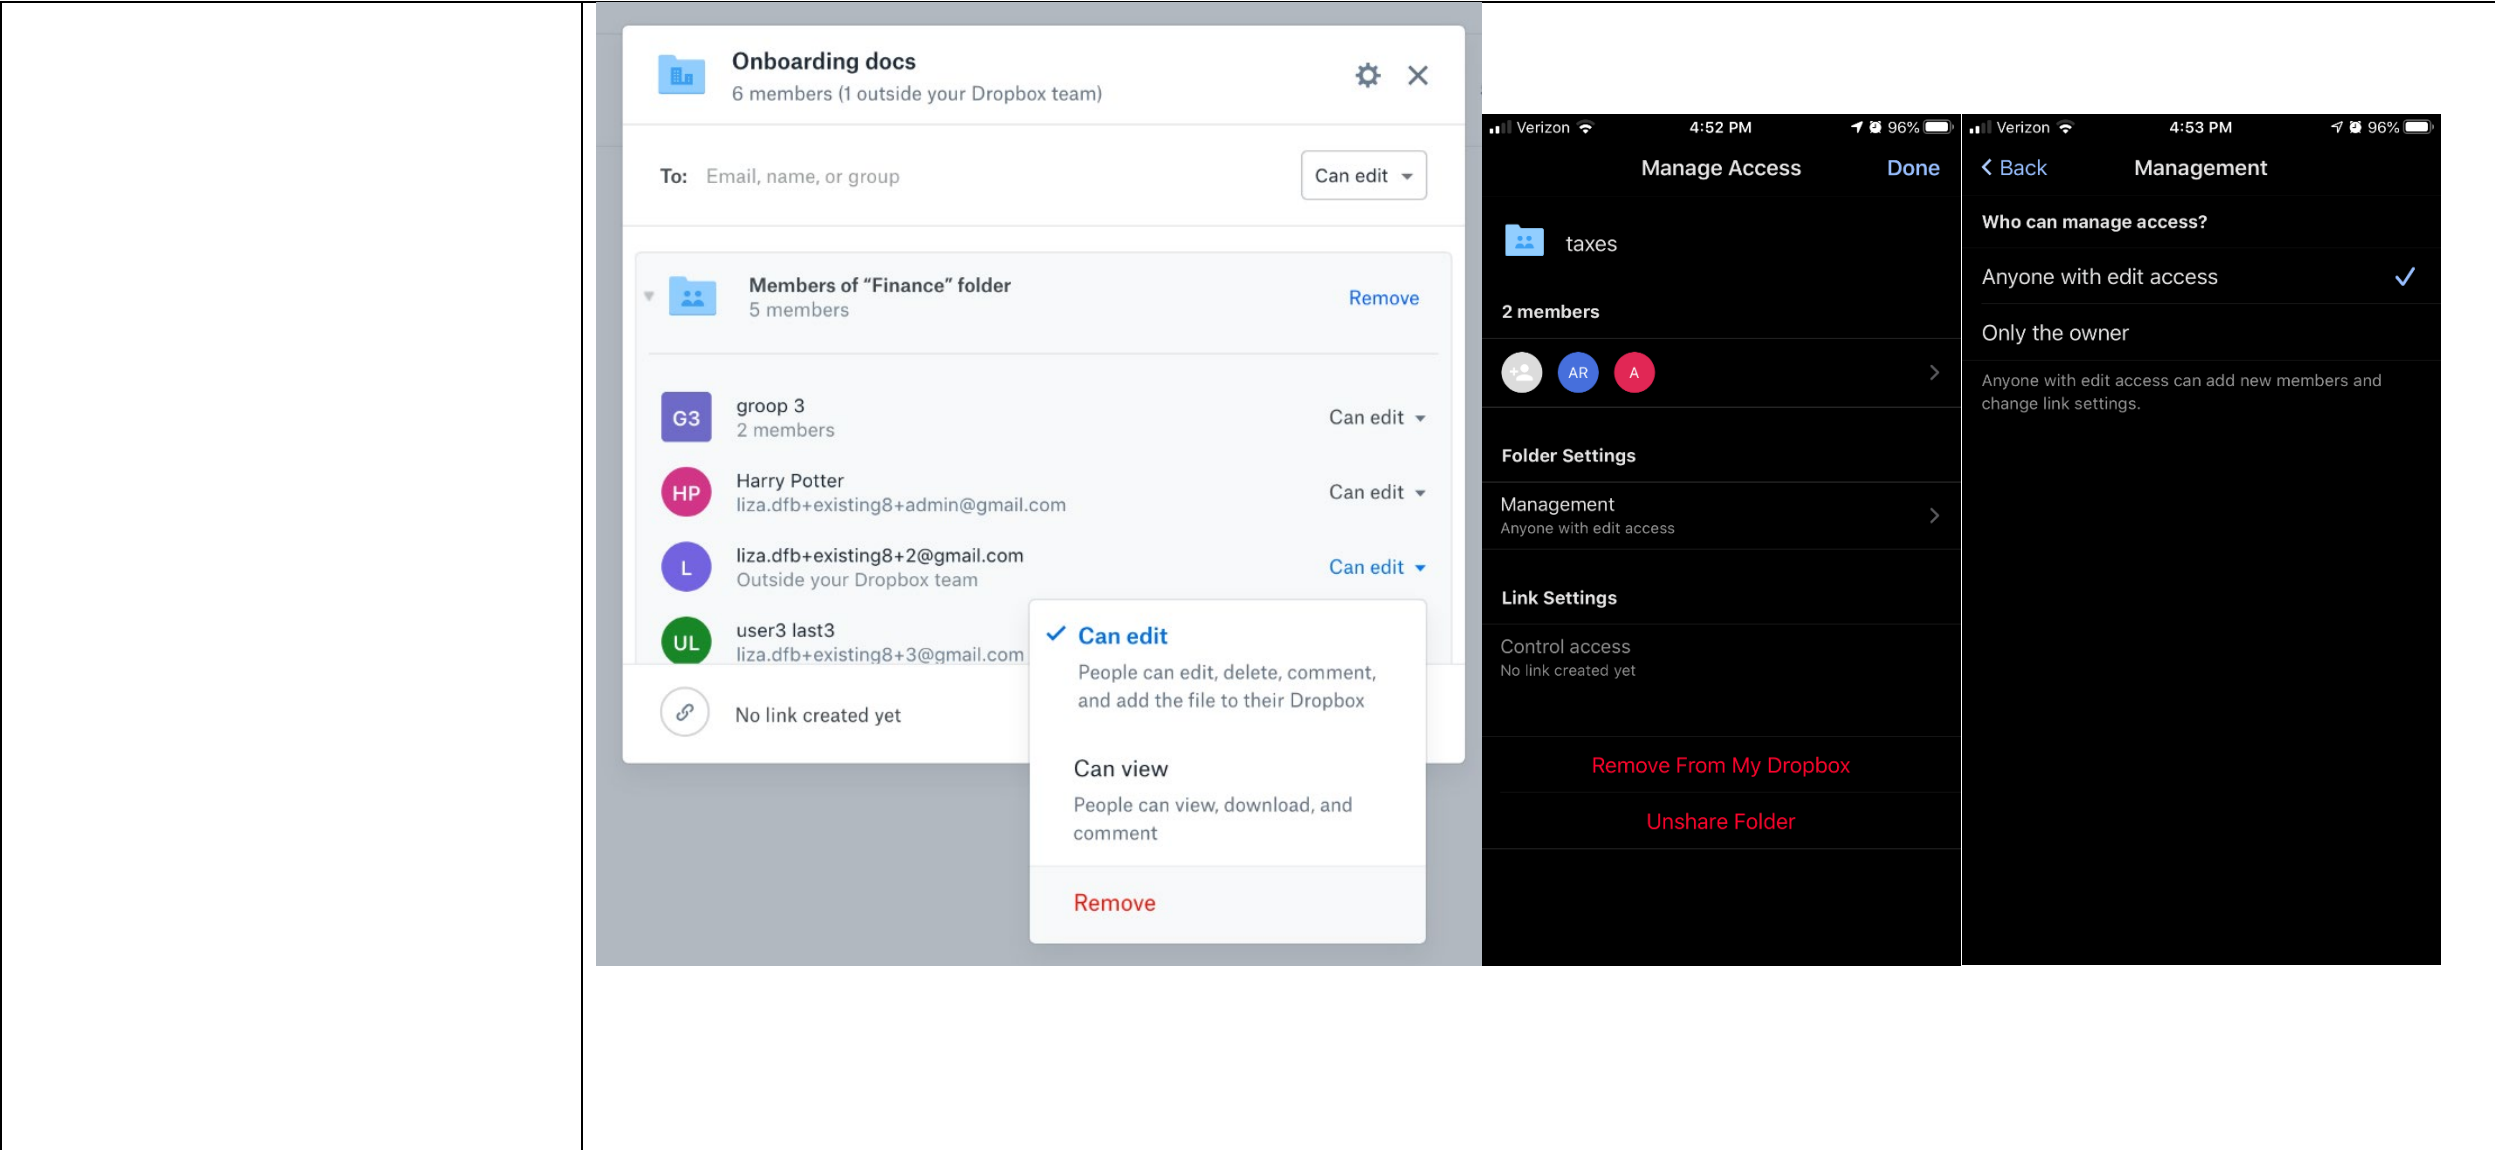 Onboarding docs
6 members (1 outside your Dropbox team)
To: Email, name, or group
Can edit
Members of “Finance” folder
5 members
Remove
G3
groop 3
2 members
Can edit
HP
Harry Potter
liza.dfb+existing8+admin@gmail.com
Can edit
L
liza.dfb+existing8+2@gmail.com
Outside your Dropbox team
Can edit
UL
user3 last3
liza.dfb+existing8+3@gmail.com
No link created yet
Can edit
People can edit, delete, comment,
and add the file to their Dropbox
Can view
People can view, download, and
comment
Remove
Verizon 4:52 PM 96%
Manage Access Done
taxes
2 members
AR A
Folder Settings
Management
Anyone with edit access
Link Settings
Control access
No link created yet
Remove From My Dropbox
Unshare Folder
Verizon 4:53 PM 96%
Back Management
Who can manage access?
Anyone with edit access
Only the owner
Anyone with edit access can add new members and
change link settings.